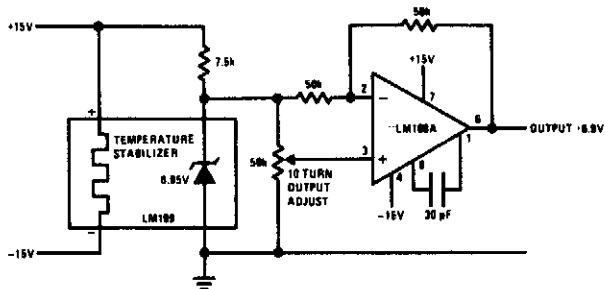 +15V
7.5k
50k
50k
+15V
2
−
7
LM108A
6
OUTPUT ±6.9V
1
3
+
8
4
30 pF
−15V
50k
10 TURN
OUTPUT
ADJUST
+
TEMPERATURE
STABILIZER
6.95V
LM199
−
−15V